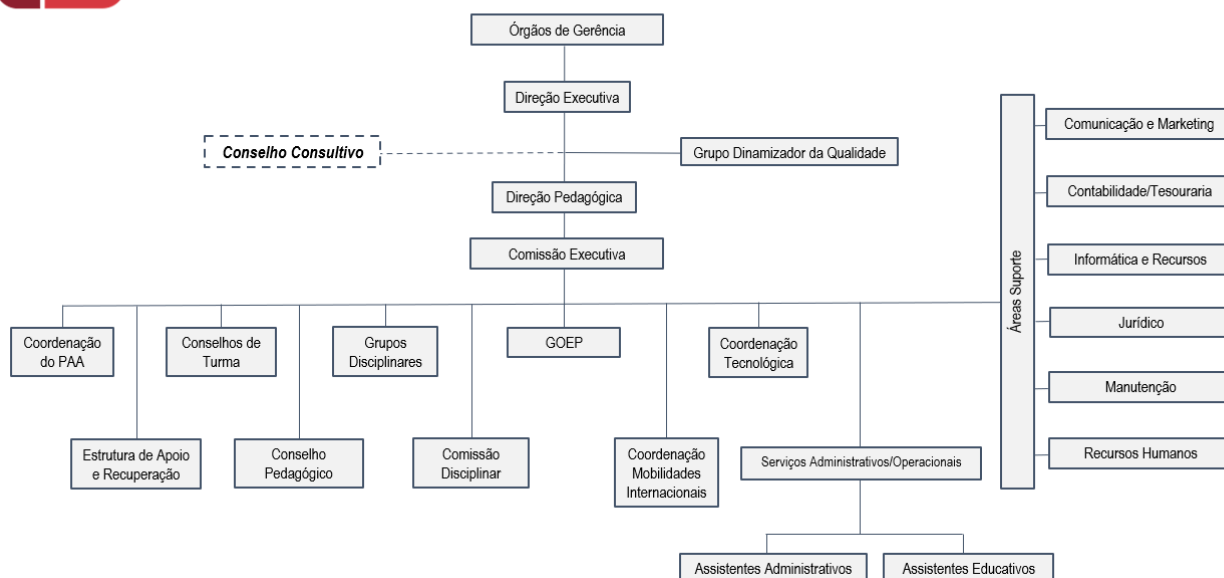 Órgãos de Gerência
Direção Executiva
Conselho Consultivo
Grupo Dinamizador da Qualidade
Direção Pedagógica
Comissão Executiva
Coordenação
do PAA
Conselhos de
Turma
Grupos
Disciplinares
GOEP
Coordenação
Tecnológica
Estrutura de Apoio
e Recuperação
Conselho
Pedagógico
Comissão
Disciplinar
Coordenação
Mobilidades
Internacionais
Serviços Administrativos/Operacionais
Assistentes Administrativos
Assistentes Educativos
Áreas Suporte
Comunicação e Marketing
Contabilidade/Tesouraria
Informática e Recursos
Jurídico
Manutenção
Recursos Humanos